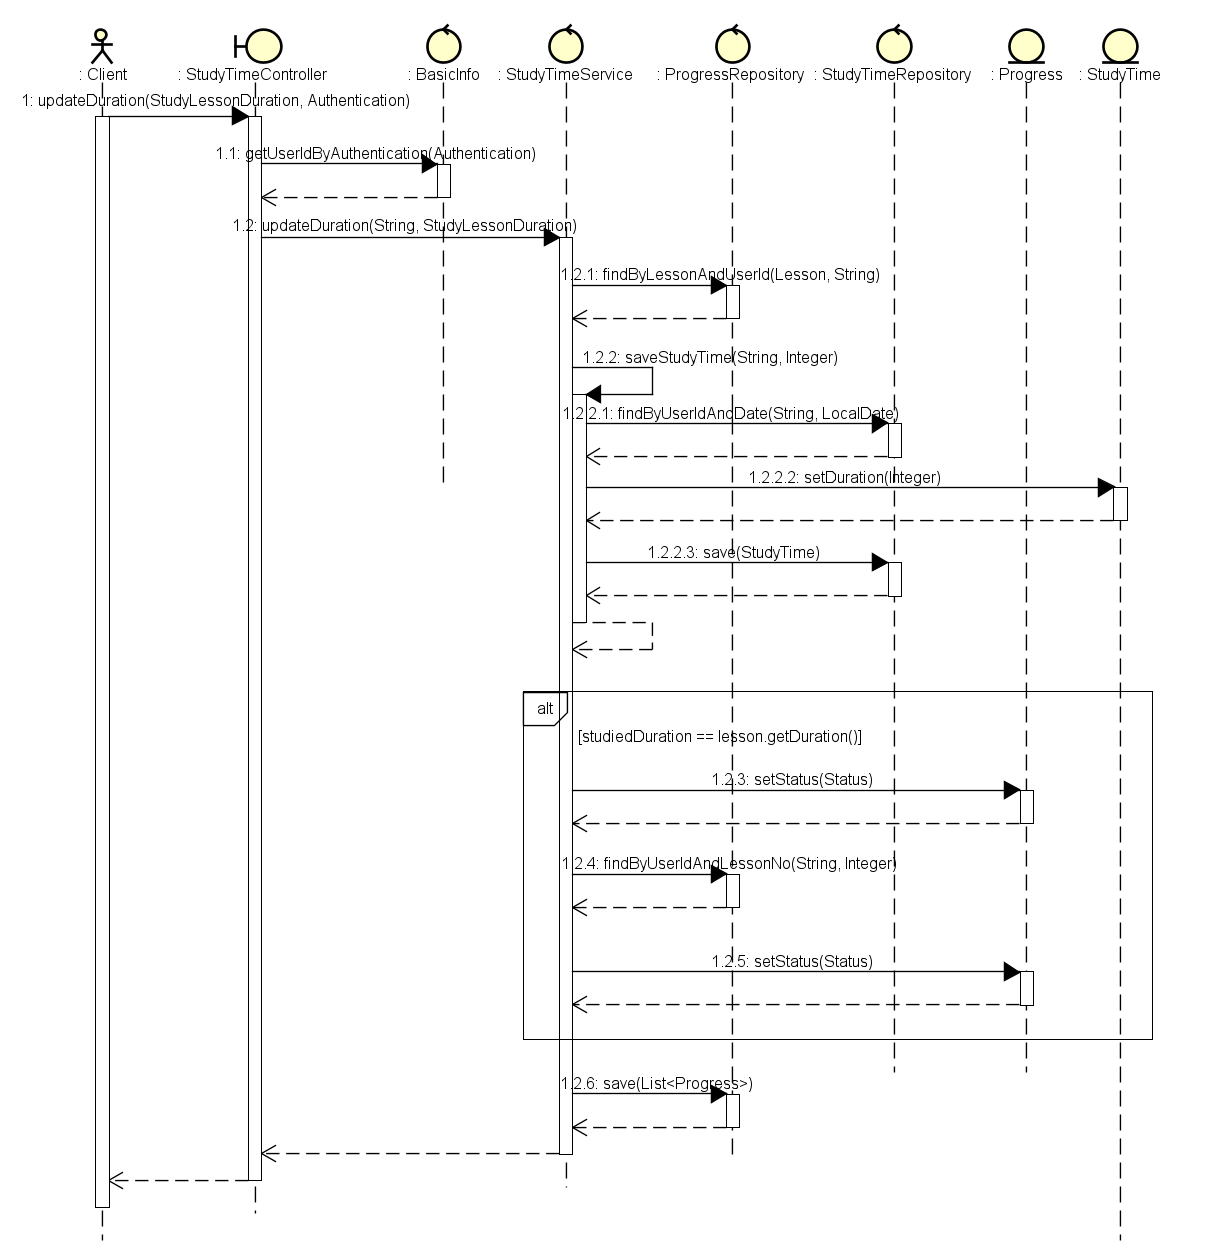 : Client
: StudyTimeController
: BasicInfo
: StudyTimeService
: ProgressRepository
: StudyTimeRepository
: Progress
: StudyTime
1: updateDuration(StudyLessonDuration, Authentication)
1.1: getUserIdByAuthentication(Authentication)
1.2: updateDuration(String, StudyLessonDuration)
1.2.1: findByLessonAndUserId(Lesson, String)
1.2.2: saveStudyTime(String, Integer)
1.2.2.1: findByUserIdAndDate(String, LocalDate)
1.2.2.2: setDuration(Integer)
1.2.2.3: save(StudyTime)
alt
[studiedDuration == lesson.getDuration()]
1.2.3: setStatus(Status)
1.2.4: findByUserIdAndLessonNo(String, Integer)
1.2.5: setStatus(Status)
1.2.6: save(List<Progress>)